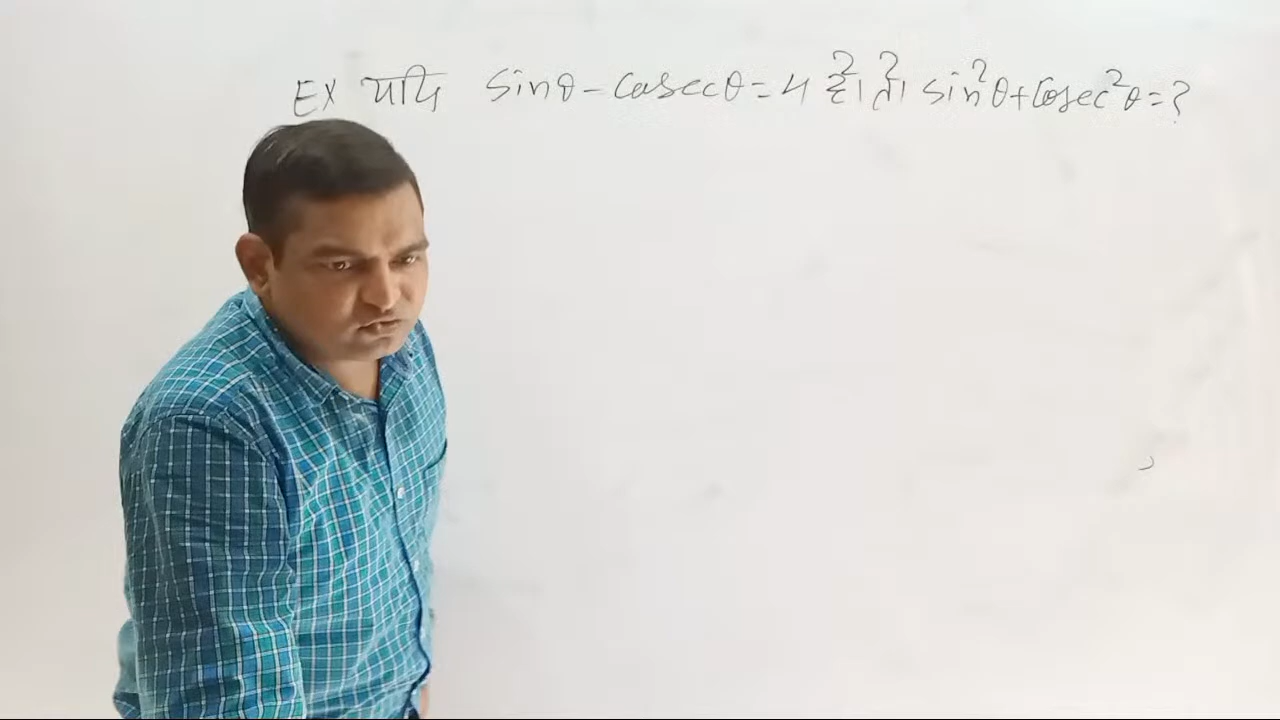 Ex यदि sinθ - Cosecθ = 4 हो तो sin²θ + Cosec²θ = ?